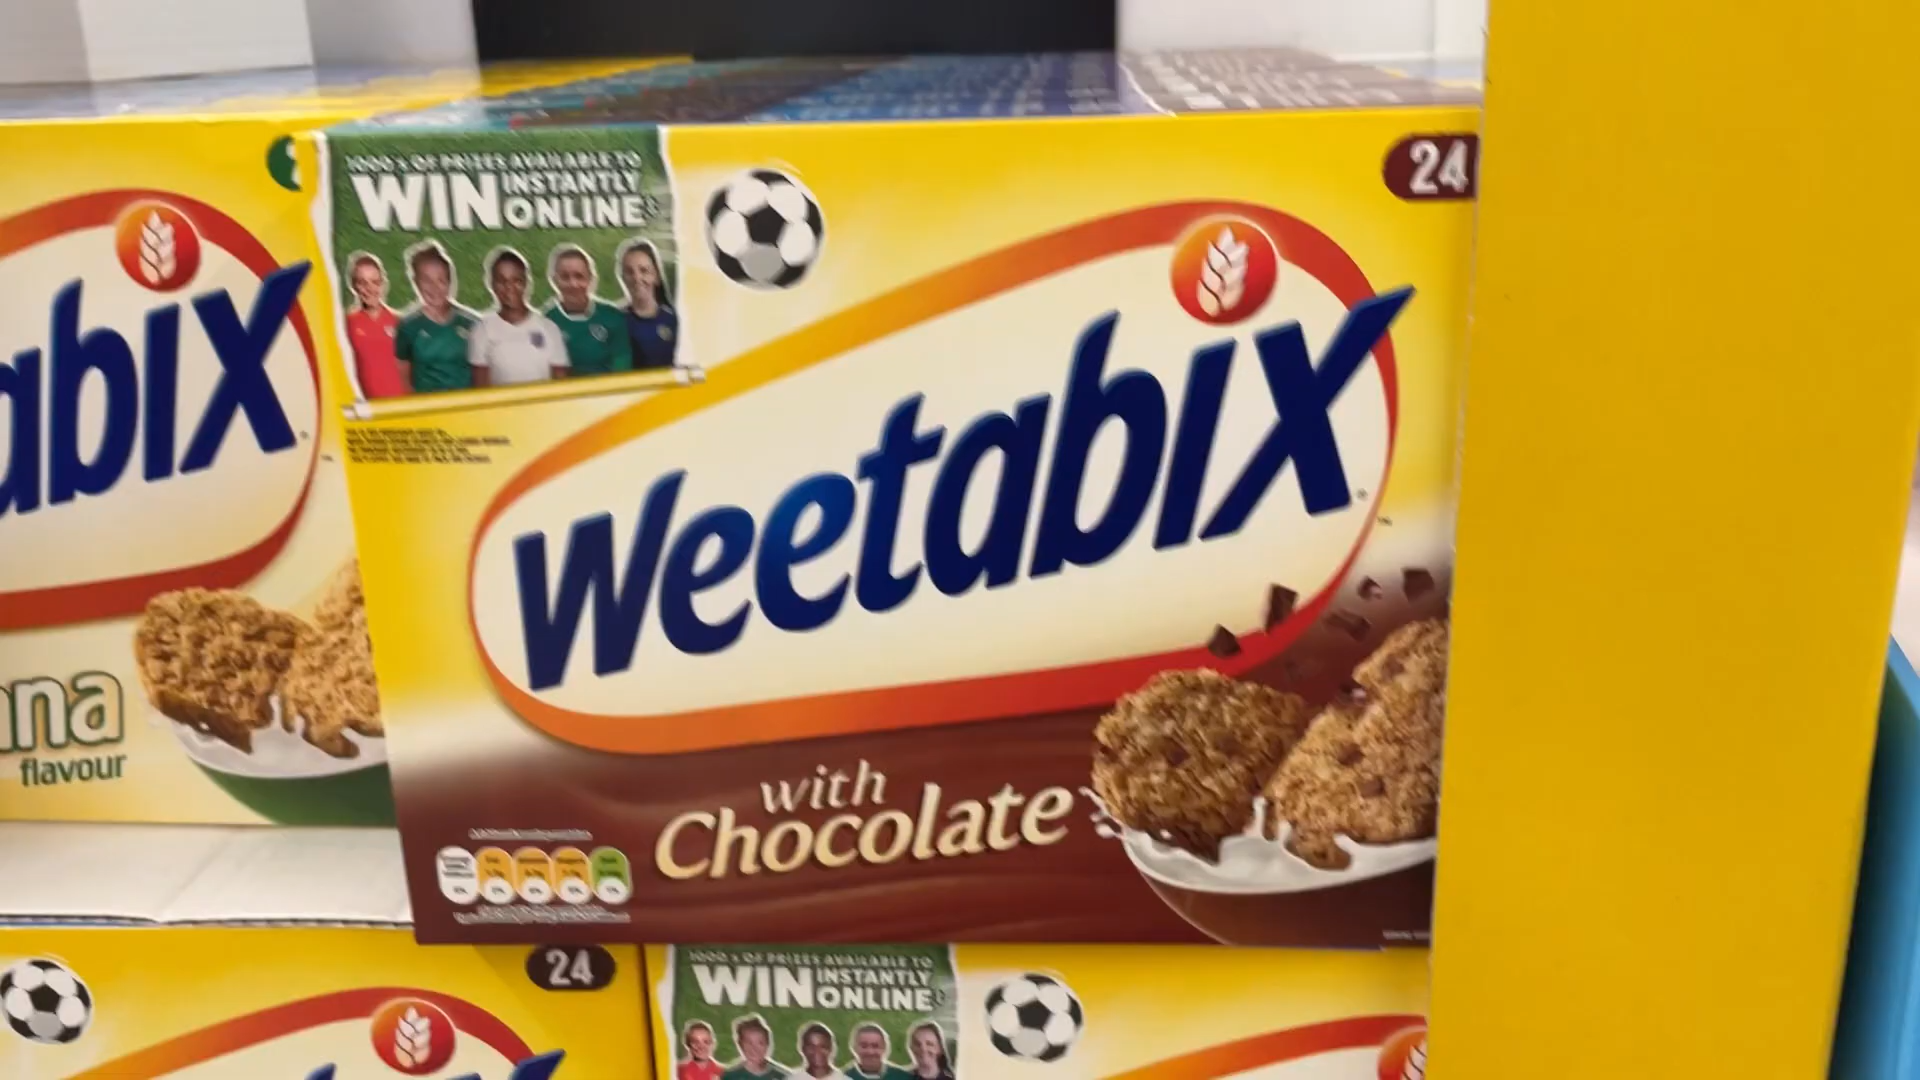 1000's OF PRIZES AVAILABLE TO
WIN INSTANTLY
ONLINE
24
abix
Weetabix
ana
flavour
with
Chocolate
24
1000's OF PRIZES AVAILABLE TO
WIN INSTANTLY
ONLINE